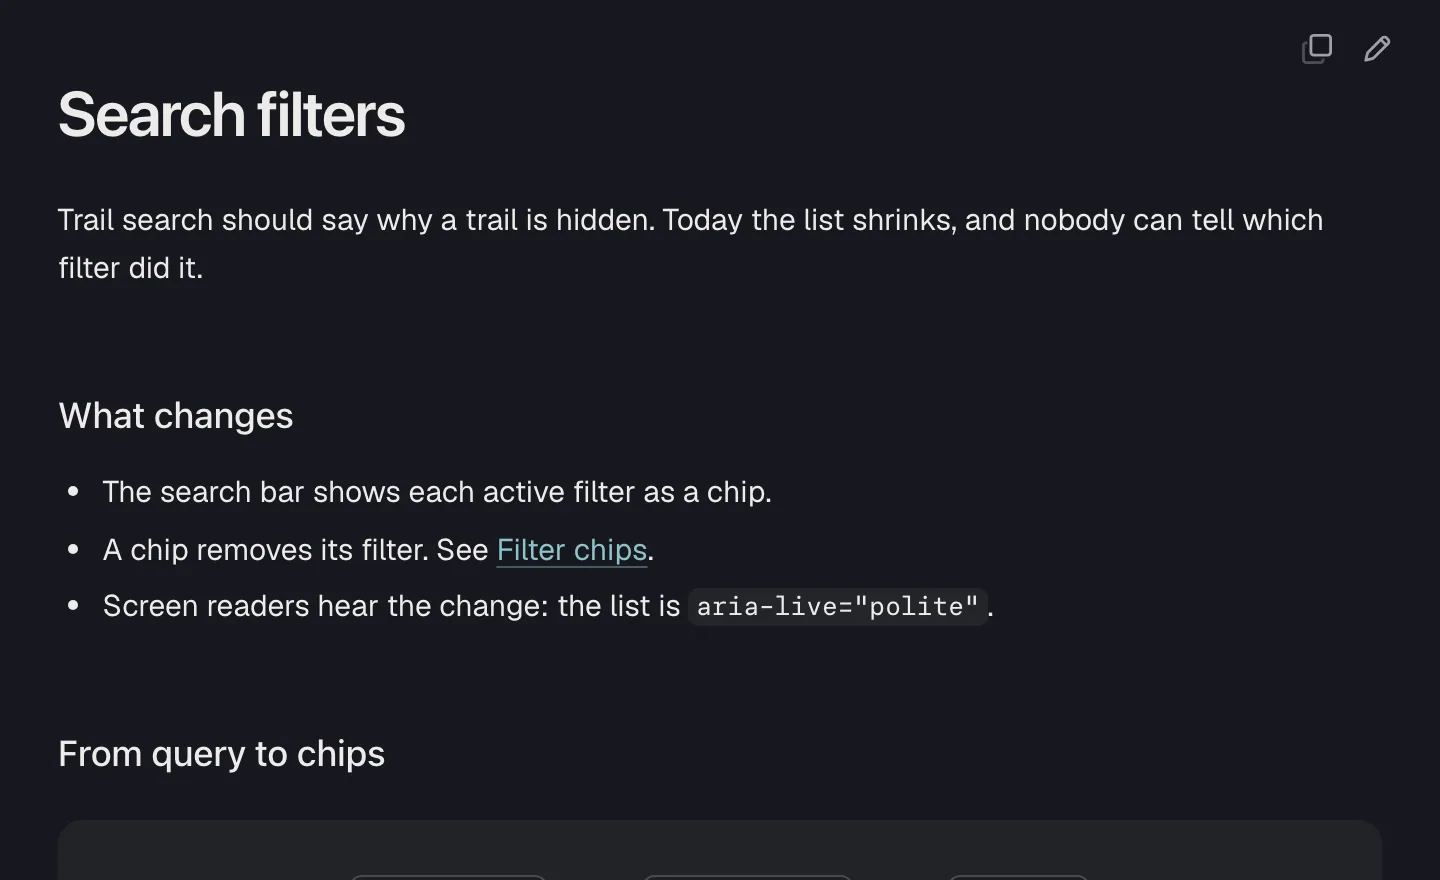 Search filters
Trail search should say why a trail is hidden. Today the list shrinks, and nobody can tell which
filter did it.
What changes
The search bar shows each active filter as a chip.
A chip removes its filter. See Filter chips.
Screen readers hear the change: the list is aria-live="polite".
From query to chips